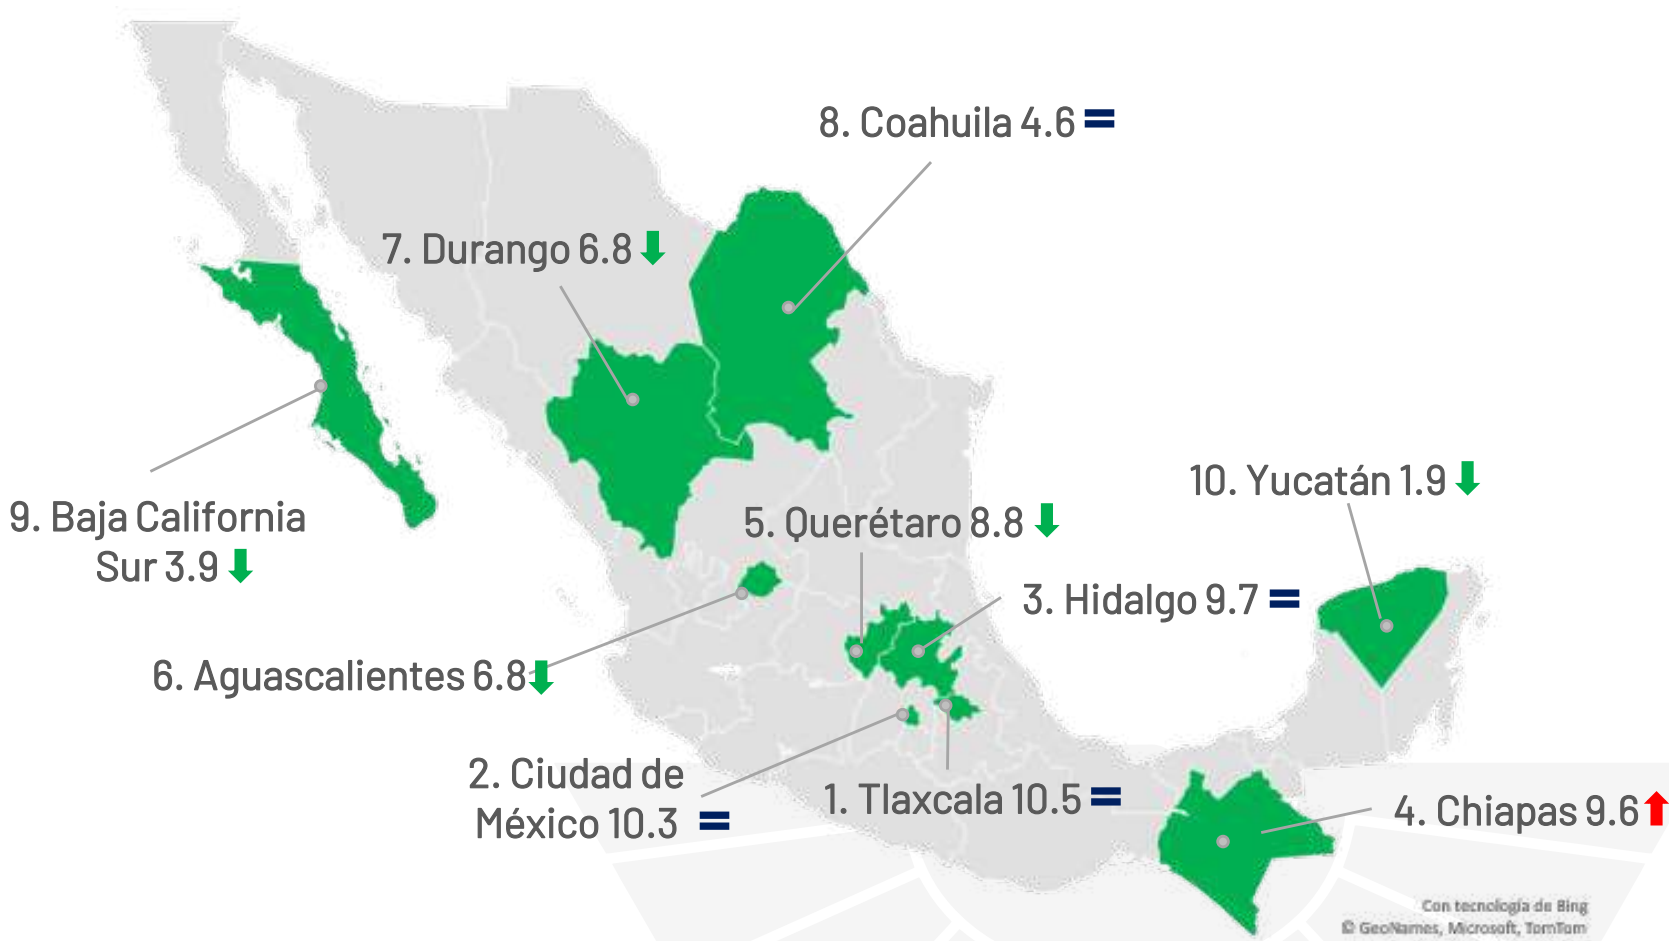 8. Coahuila 4.6 =
7. Durango 6.8
10. Yucatán 1.9
9. Baja California
Sur 3.9
5. Querétaro 8.8
3. Hidalgo 9.7 =
6. Aguascalientes 6.8
2. Ciudad de
México 10.3 =
1. Tlaxcala 10.5 =
4. Chiapas 9.6
Con tecnología de Bing
© GeoNames, Microsoft, TomTom